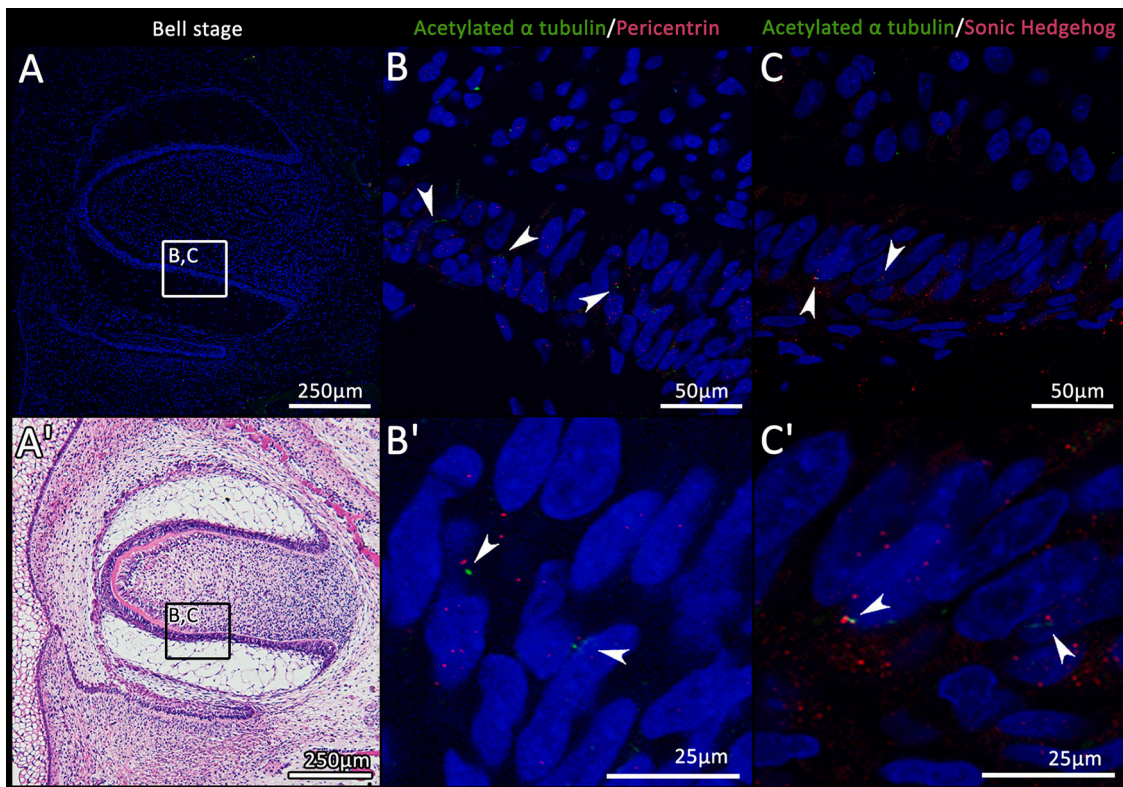 Bell stage
Acetylated α tubulin/Pericentrin
Acetylated α tubulin/Sonic Hedgehog
A
B
C
B,C
250µm
50µm
50µm
A'
B'
C'
B,C
250µm
25µm
25µm